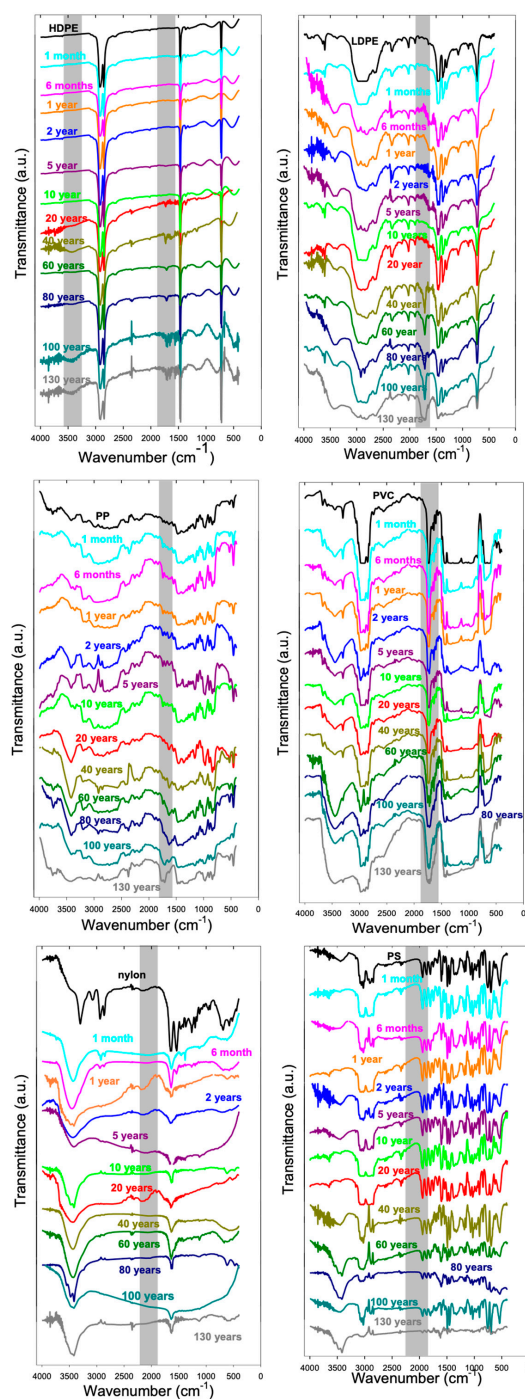 HDPE
1 month
6 months
1 year
2 year
5 year
10 year
20 years
40 years
60 years
80 years
100 years
130 years
Transmittance (a.u.)
4000 3500 3000 2500 2000 1500 1000 500 0
Wavenumber (cm-1)
LDPE
1 months
6 months
1 year
2 years
5 years
10 years
20 year
40 year
60 year
80 years
100 years
130 years
Transmittance (a.u.)
4000 3500 3000 2500 2000 1500 1000 500 0
Wavenumber (cm-1)
PP
1 month
6 months
1 year
2 years
5 years
10 years
20 years
40 years
60 years
80 years
100 years
130 years
Transmittance (a.u.)
4000 3500 3000 2500 2000 1500 1000 500 0
Wavenumber (cm-1)
PVC
1 month
6 months
1 year
2 years
5 years
10 years
20 years
40 years
60 years
100 years
80 years
130 years
Transmittance (a.u.)
4000 3500 3000 2500 2000 1500 1000 500 0
Wavenumber (cm-1)
nylon
1 month
6 month
1 year
2 years
5 years
10 years
20 years
40 years
60 years
80 years
100 years
130 years
Transmittance (a.u.)
4000 3500 3000 2500 2000 1500 1000 500 0
Wavenumber (cm-1)
PS
1 month
6 months
1 year
2 years
5 years
10 year
20 years
40 years
60 years
80 years
100 years
130 years
Transmittance (a.u.)
4000 3500 3000 2500 2000 1500 1000 500 0
Wavenumber (cm-1)